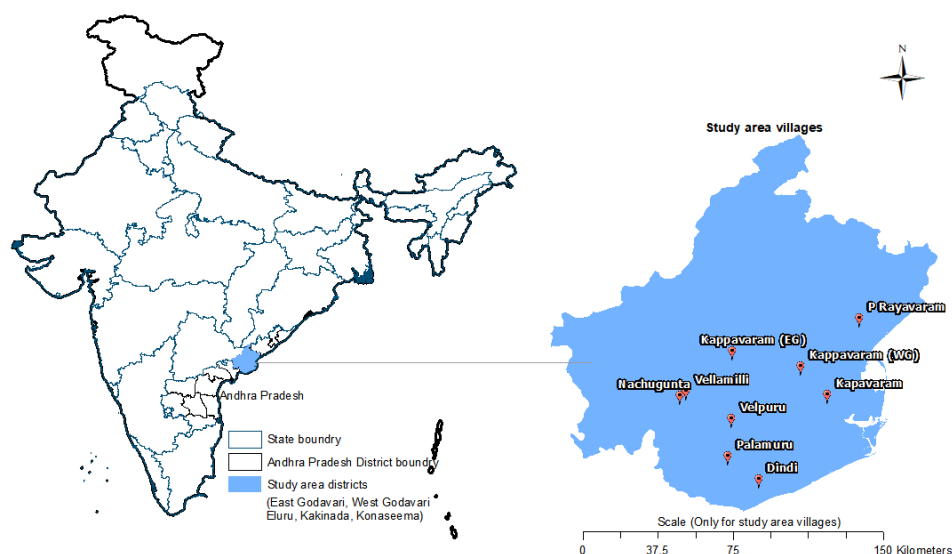 N
Study area villages
P Rayavaram
Kappavaram (EG)
Kappavaram (WG)
Nachugunta
Vellamilli
Kapavaram
Velpuru
Palamuru
Dindi
Andhra Pradesh
State boundry
Andhra Pradesh District boundry
Study area districts
(East Godavari, West Godavari
Eluru, Kakinada, Konaseema)
Scale (Only for study area villages)
0 37.5 75 150 Kilometers